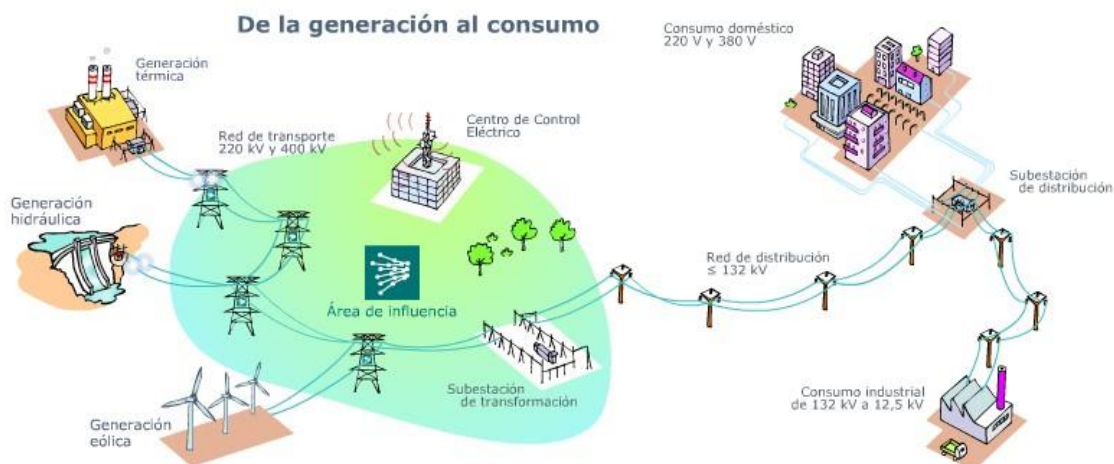 De la generación al consumo
Generación
térmica
Red de transporte
220 kV y 400 kV
Centro de Control
Eléctrico
Consumo doméstico
220 V y 380 V
Subestación
de distribución
Generación
hidráulica
Red de distribución
≤ 132 kV
Área de influencia
Subestación
de transformación
Consumo industrial
de 132 kV a 12,5 kV
Generación
eólica